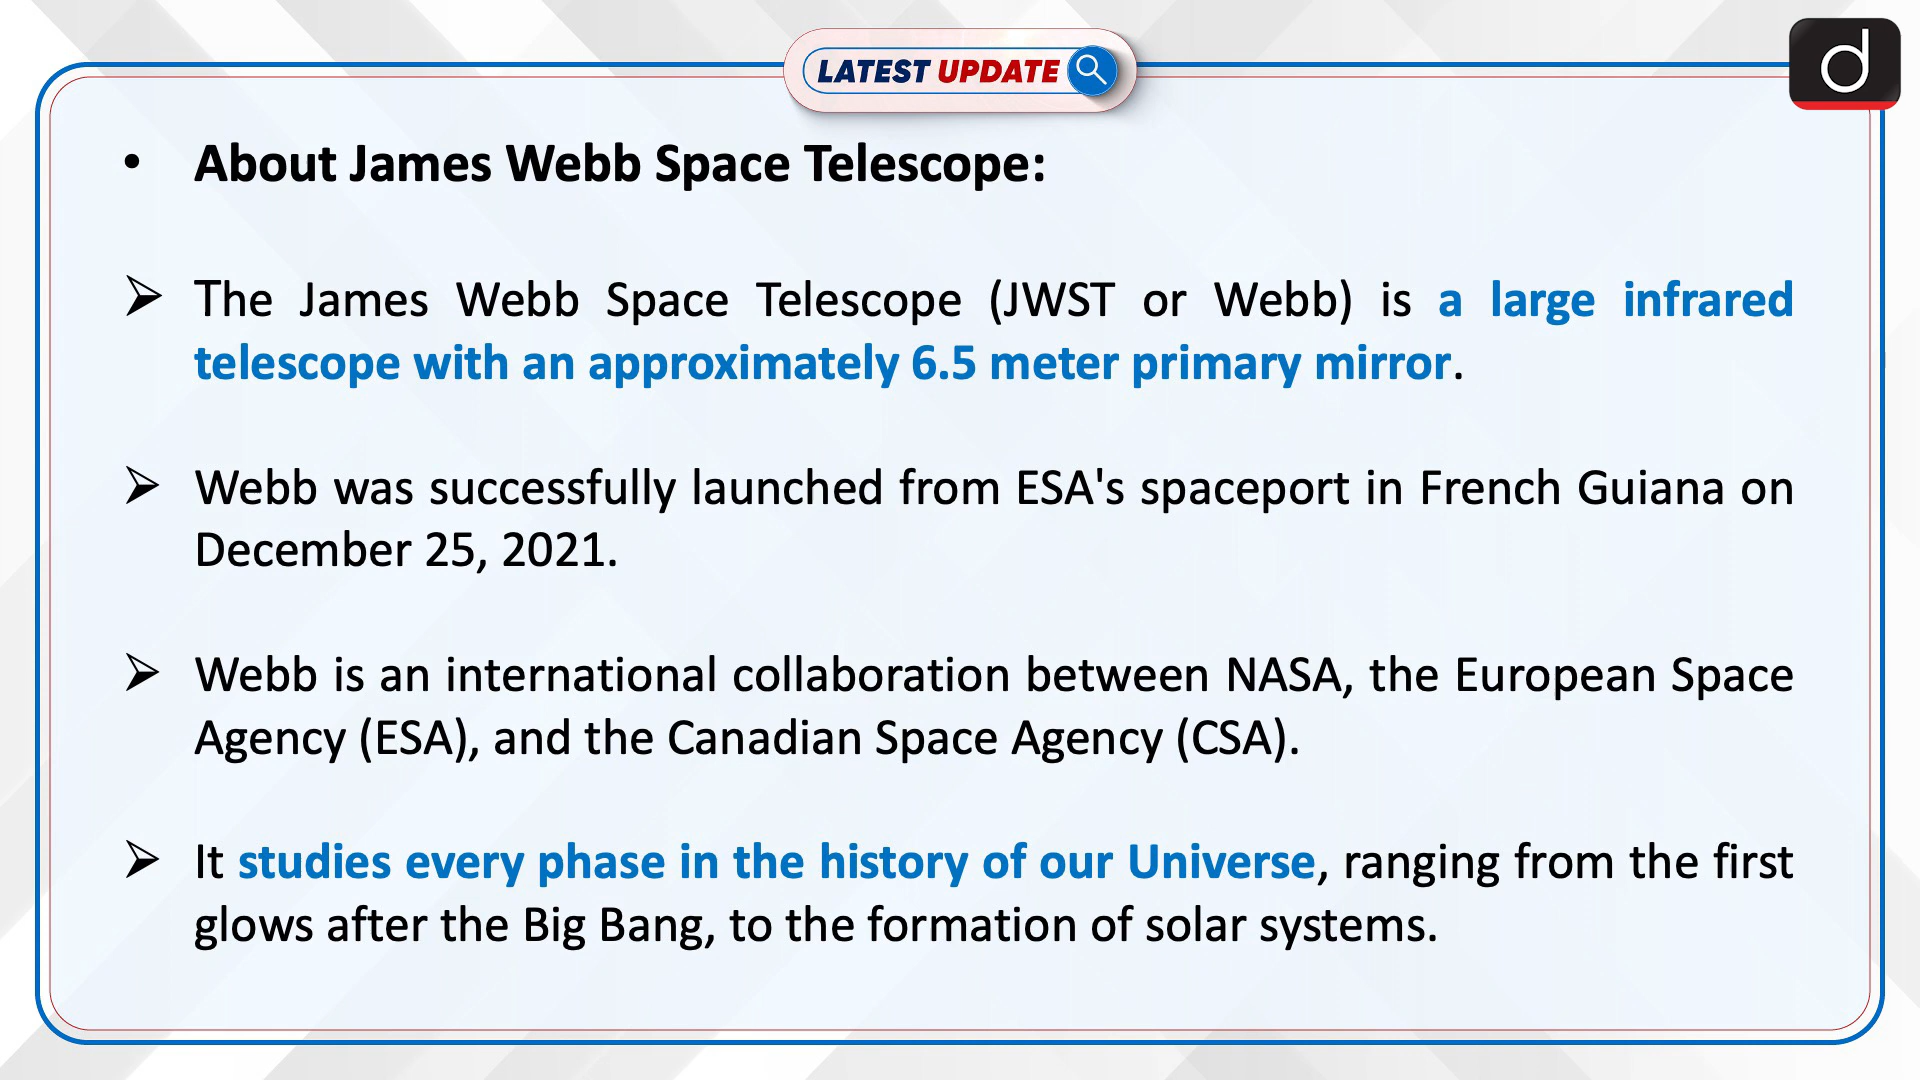 LATEST UPDATE
d
• About James Webb Space Telescope:
➢ The James Webb Space Telescope (JWST or Webb) is a large infrared
telescope with an approximately 6.5 meter primary mirror.
➢ Webb was successfully launched from ESA's spaceport in French Guiana on
December 25, 2021.
➢ Webb is an international collaboration between NASA, the European Space
Agency (ESA), and the Canadian Space Agency (CSA).
➢ It studies every phase in the history of our Universe, ranging from the first
glows after the Big Bang, to the formation of solar systems.